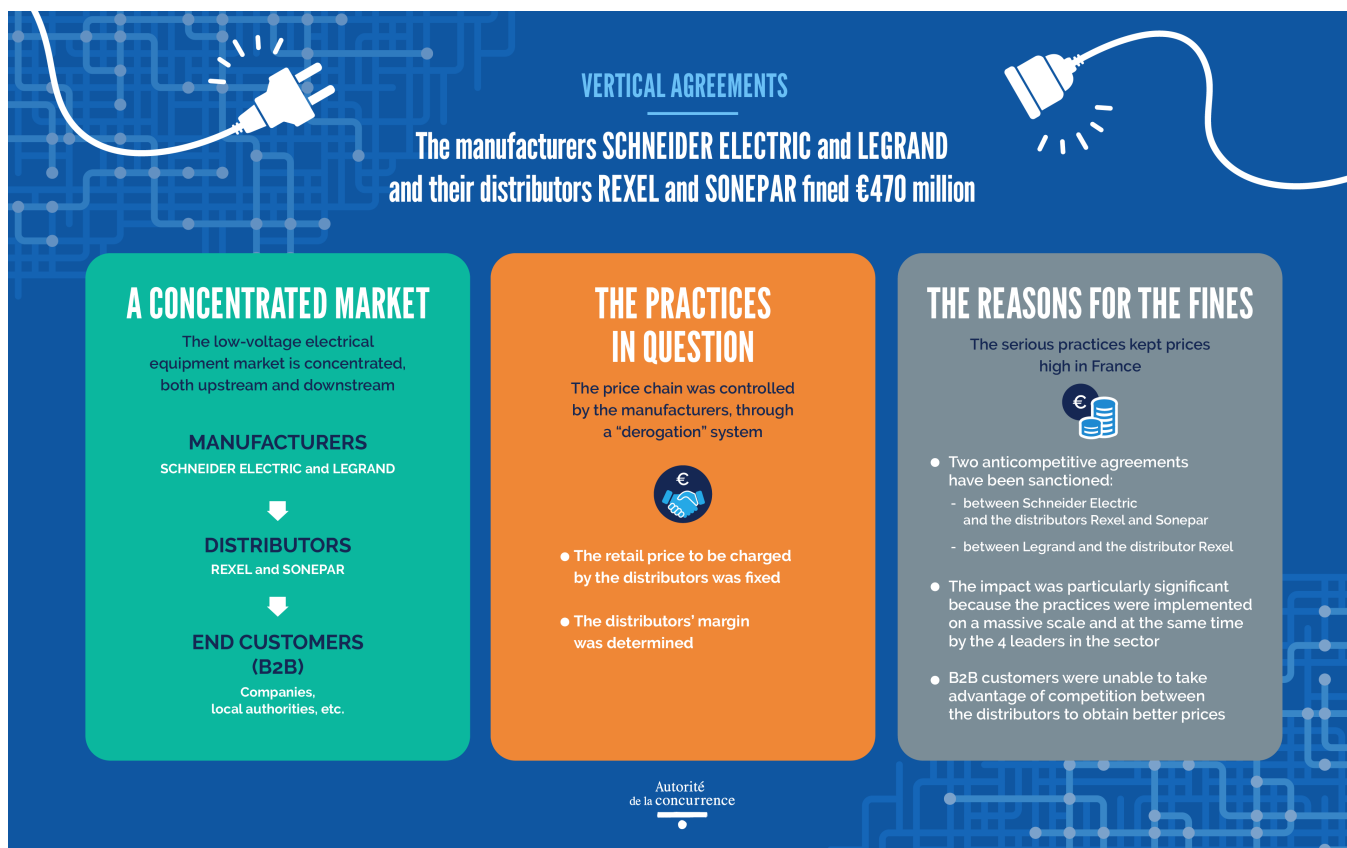 VERTICAL AGREEMENTS
The manufacturers SCHNEIDER ELECTRIC and LEGRAND
and their distributors REXEL and SONEPAR fined €470 million
A CONCENTRATED MARKET
The low-voltage electrical
equipment market is concentrated,
both upstream and downstream
MANUFACTURERS
SCHNEIDER ELECTRIC and LEGRAND
DISTRIBUTORS
REXEL and SONEPAR
END CUSTOMERS
(B2B)
Companies,
local authorities, etc.
THE PRACTICES
IN QUESTION
The price chain was controlled
by the manufacturers, through
a “derogation” system
€
● The retail price to be charged
by the distributors was fixed
● The distributors' margin
was determined
THE REASONS FOR THE FINES
The serious practices kept prices
high in France
€
● Two anticompetitive agreements
have been sanctioned:
- between Schneider Electric
and the distributors Rexel and Sonepar
- between Legrand and the distributor Rexel
● The impact was particularly significant
because the practices were implemented
on a massive scale and at the same time
by the 4 leaders in the sector
● B2B customers were unable to take
advantage of competition between
the distributors to obtain better prices
Autorité
de la concurrence